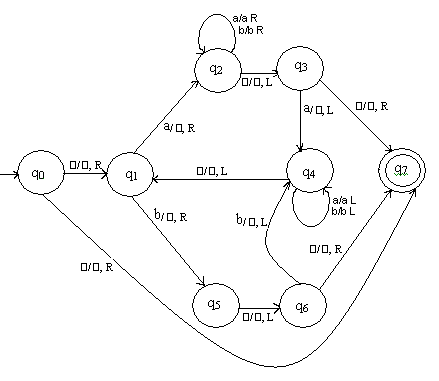 a/a R
b/b R
q2
□/□, L
q3
a/□, R
a/□, L
□/□, R
q0
□/□, R
q1
□/□, L
q4
q7
a/a L
b/b L
b/□, R
b/□, L
□/□, R
q5
□/□, L
q6
□/□, R